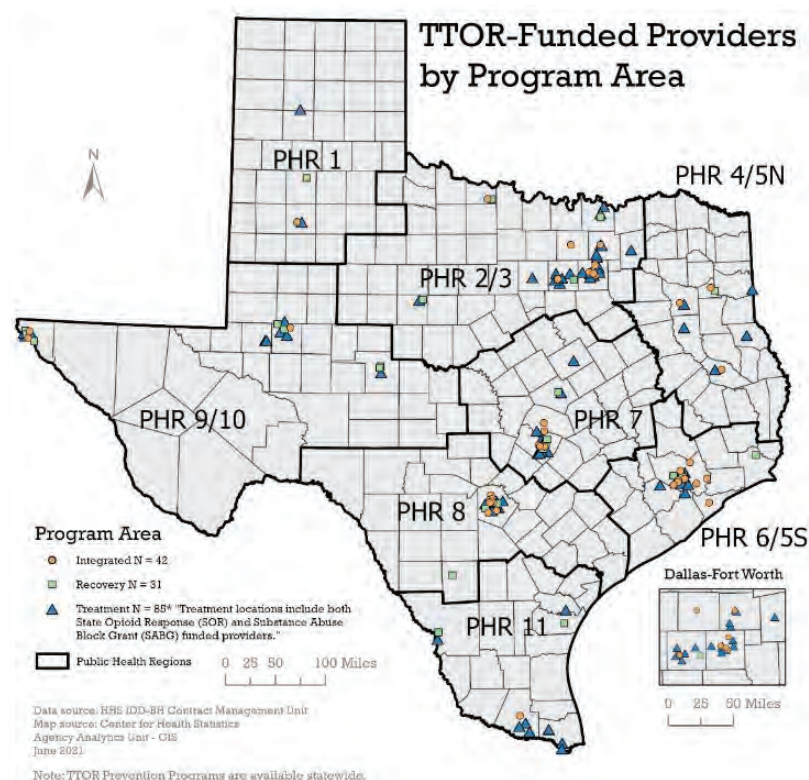 TTOR-Funded Providers
by Program Area
N
PHR 1
PHR 4/5N
PHR 2/3
PHR 9/10
PHR 7
PHR 8
PHR 6/5S
PHR 11
Program Area
Integrated N = 42
Recovery N = 31
Treatment N = 85* "Treatment locations include both
State Opioid Response (SOR) and Substance Abuse
Block Grant (SABG) funded providers."
Public Health Regions
0 25 50 100 Miles
Dallas-Fort Worth
0 25 50 Miles
Data source: HHS IDD-BH Contract Management Unit
Map source: Center for Health Statistics
Agency Analytics Unit - GIS
June 2021
Note: TTOR Prevention Programs are available statewide.